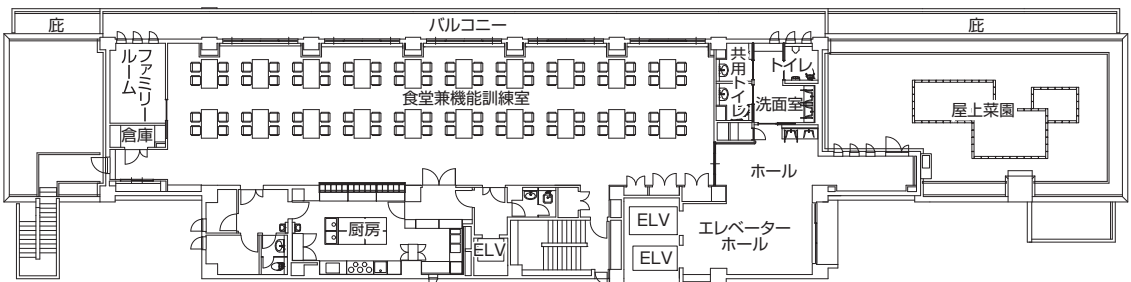 庇
バルコニー
庇
ファミリー
ルーム
共用トイレ
トイレ
食堂兼機能訓練室
洗面室
屋上菜園
倉庫
ホール
ELV
厨房
エレベーター
ホール
ELV
ELV